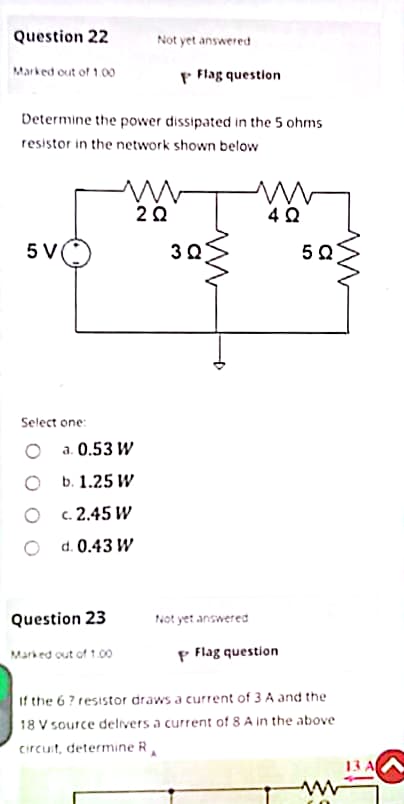 Question 22 Not yet answered
Marked out of 1.00 Flag question
Determine the power dissipated in the 5 ohms
resistor in the network shown below
2 Ω 4 Ω
5 V 3 Ω 5 Ω
Select one:
a. 0.53 W
b. 1.25 W
c. 2.45 W
d. 0.43 W
Question 23 Not yet answered
Marked out of 1.00 Flag question
If the 6 ? resistor draws a current of 3 A and the
18 V source delivers a current of 8 A in the above
circuit, determine R A
13 A